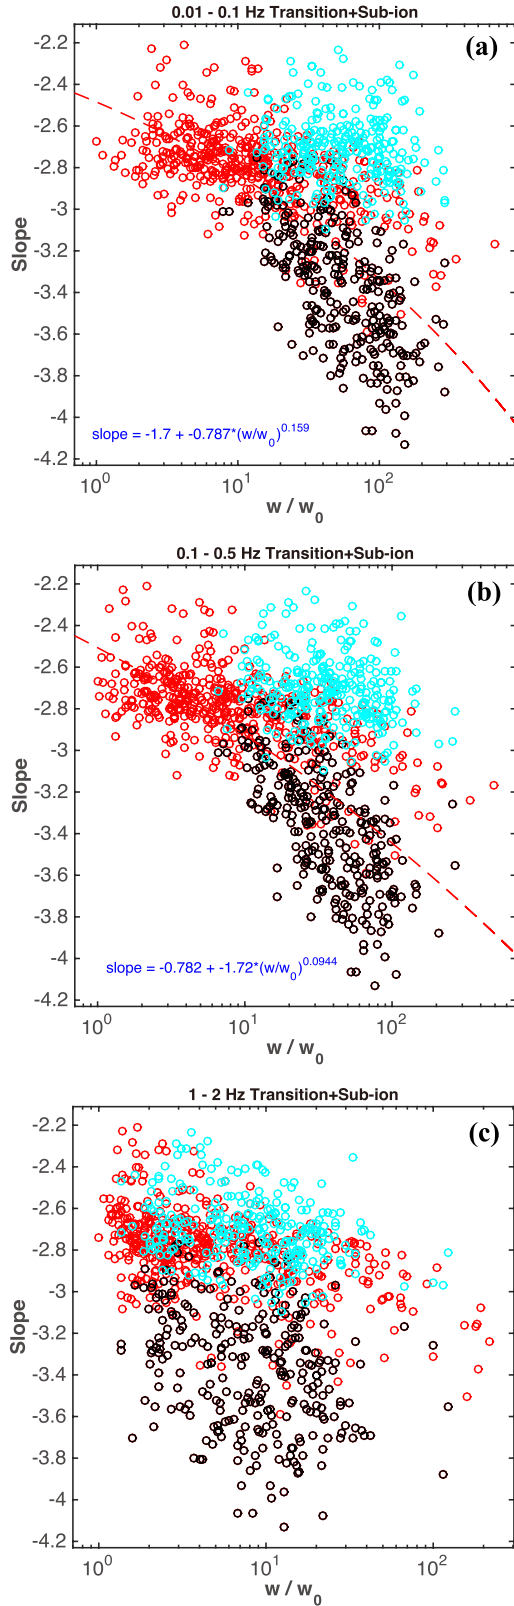 0.01 - 0.1 Hz Transition+Sub-ion
(a)
-2.2
-2.4
-2.6
-2.8
-3
-3.2
-3.4
-3.6
-3.8
-4
-4.2
Slope
slope = -1.7 + -0.787*(w/w0)^0.159
10^0 10^1 10^2
w / w0
0.1 - 0.5 Hz Transition+Sub-ion
(b)
-2.2
-2.4
-2.6
-2.8
-3
-3.2
-3.4
-3.6
-3.8
-4
-4.2
Slope
slope = -0.782 + -1.72*(w/w0)^0.0944
10^0 10^1 10^2
w / w0
1 - 2 Hz Transition+Sub-ion
(c)
-2.2
-2.4
-2.6
-2.8
-3
-3.2
-3.4
-3.6
-3.8
-4
-4.2
Slope
10^0 10^1 10^2
w / w0